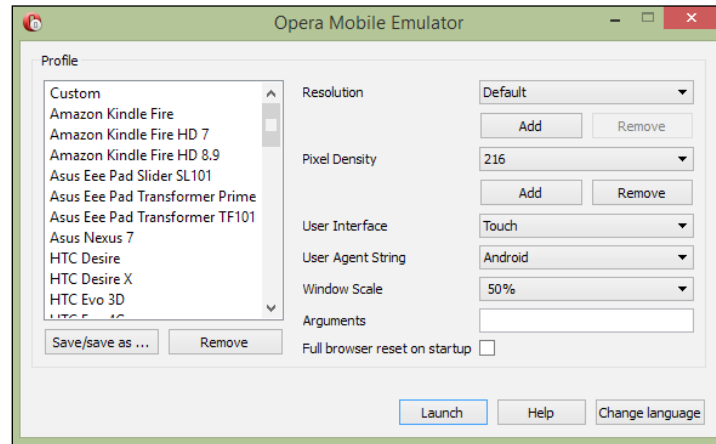 Opera Mobile Emulator
Profile
Custom
Amazon Kindle Fire
Amazon Kindle Fire HD 7
Amazon Kindle Fire HD 8.9
Asus Eee Pad Slider SL101
Asus Eee Pad Transformer Prime
Asus Eee Pad Transformer TF101
Asus Nexus 7
HTC Desire
HTC Desire X
HTC Evo 3D
Save/save as ...
Remove
Resolution
Default
Add
Remove
Pixel Density
216
Add
Remove
User Interface
Touch
User Agent String
Android
Window Scale
50%
Arguments
Full browser reset on startup
Launch
Help
Change language